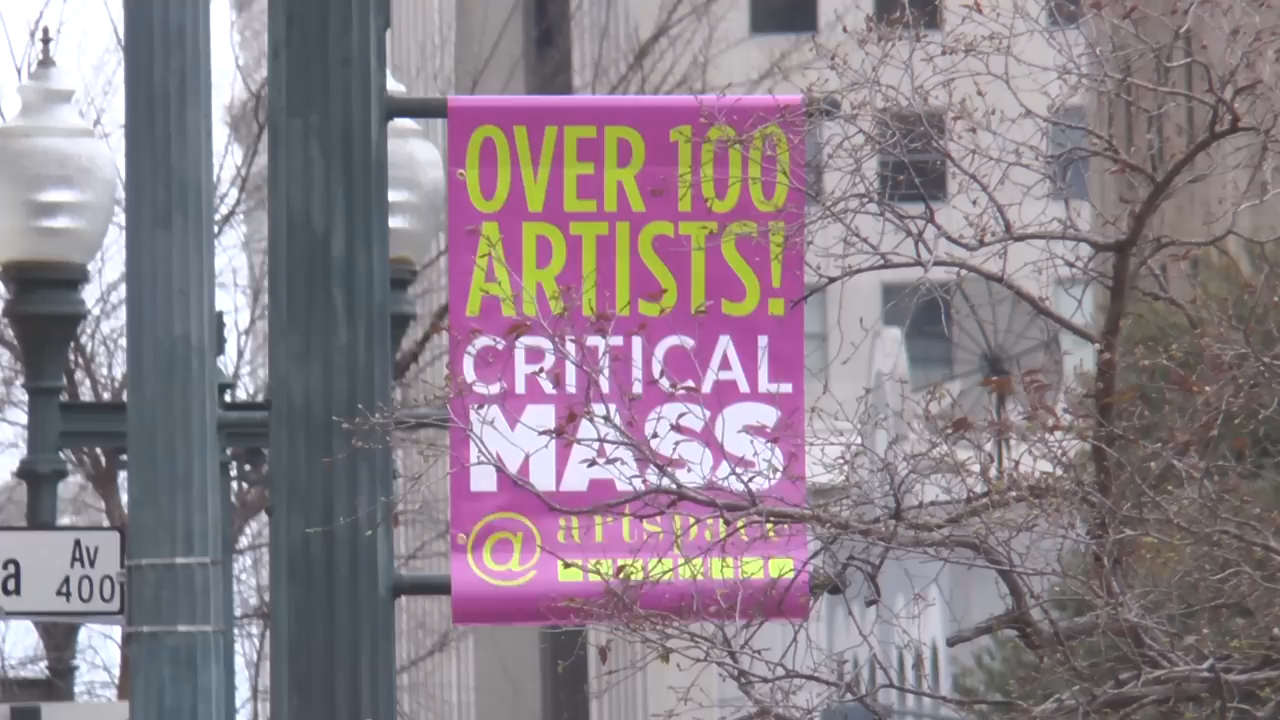 OVER 100
ARTISTS!
CRITICAL
MASS
@ artspace
a Av
400